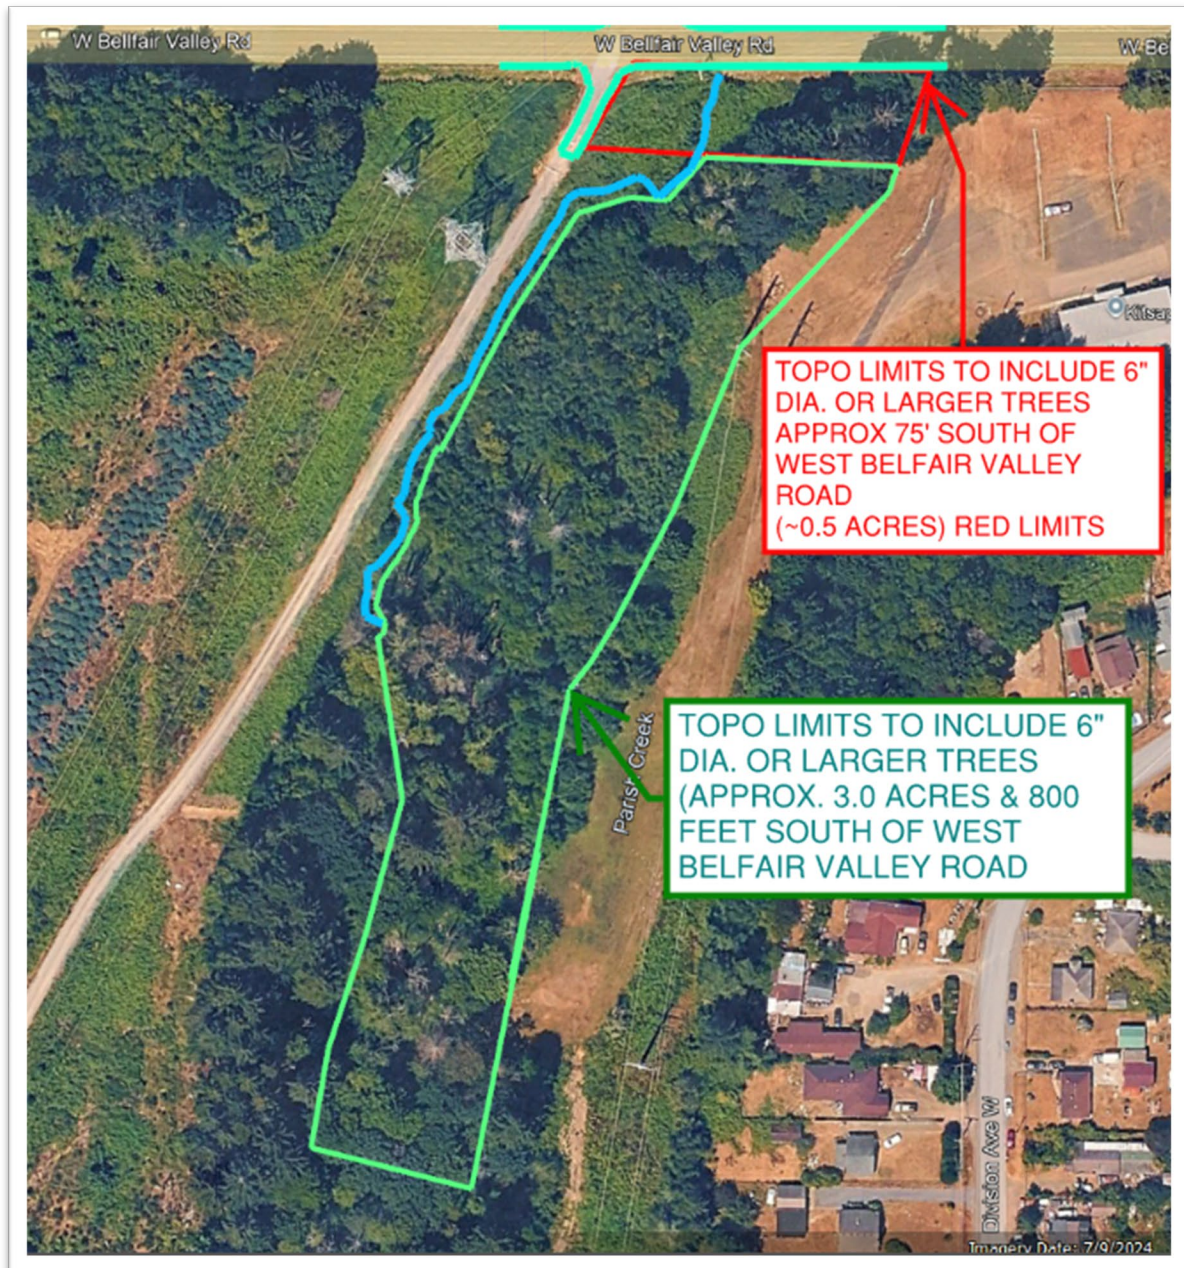 W Bellfair Valley Rd
W Bellfair Valley Rd
W Be
Kitsap
TOPO LIMITS TO INCLUDE 6"
DIA. OR LARGER TREES
APPROX 75' SOUTH OF
WEST BELFAIR VALLEY
ROAD
(~0.5 ACRES) RED LIMITS
TOPO LIMITS TO INCLUDE 6"
DIA. OR LARGER TREES
(APPROX. 3.0 ACRES & 800
FEET SOUTH OF WEST
BELFAIR VALLEY ROAD
Parish Creek
Division Ave W
Imagery Date: 7/9/2024